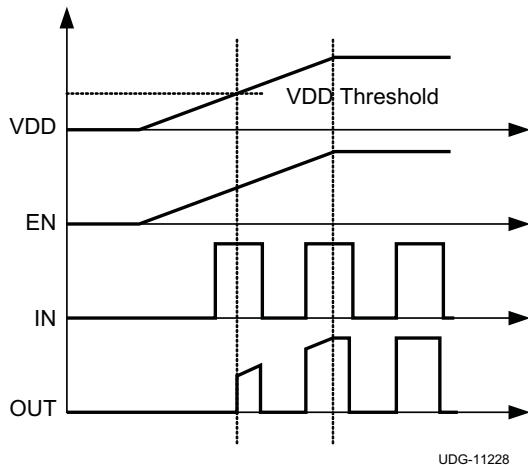 VDD Threshold
VDD
EN
IN
OUT
UDG-11228